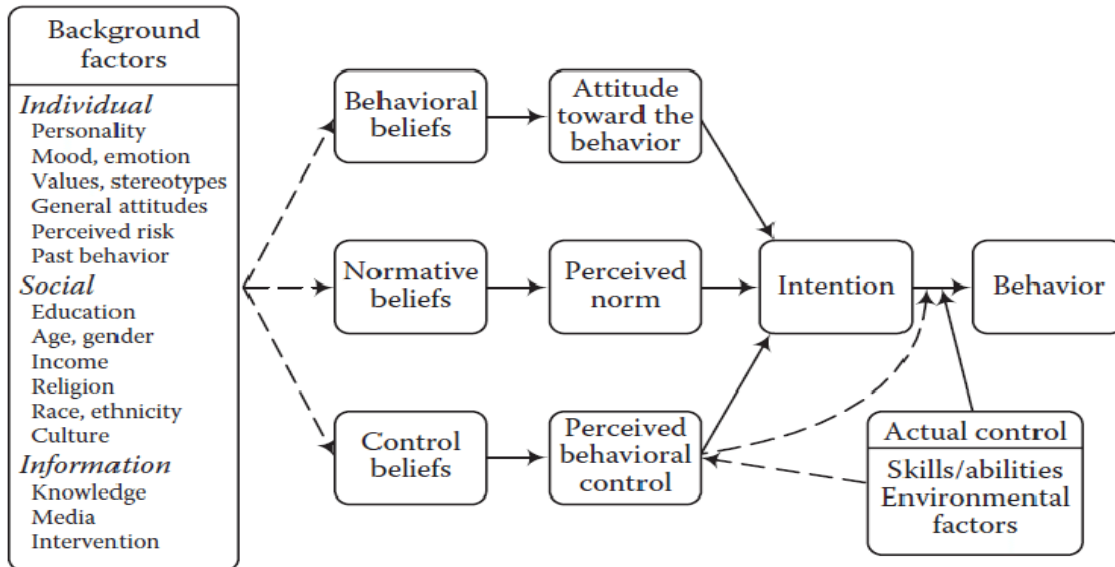 Background
factors
Individual
Personality
Mood, emotion
Values, stereotypes
General attitudes
Perceived risk
Past behavior
Social
Education
Age, gender
Income
Religion
Race, ethnicity
Culture
Information
Knowledge
Media
Intervention
Behavioral
beliefs
Attitude
toward the
behavior
Normative
beliefs
Perceived
norm
Intention
Behavior
Control
beliefs
Perceived
behavioral
control
Actual control
Skills/abilities
Environmental
factors